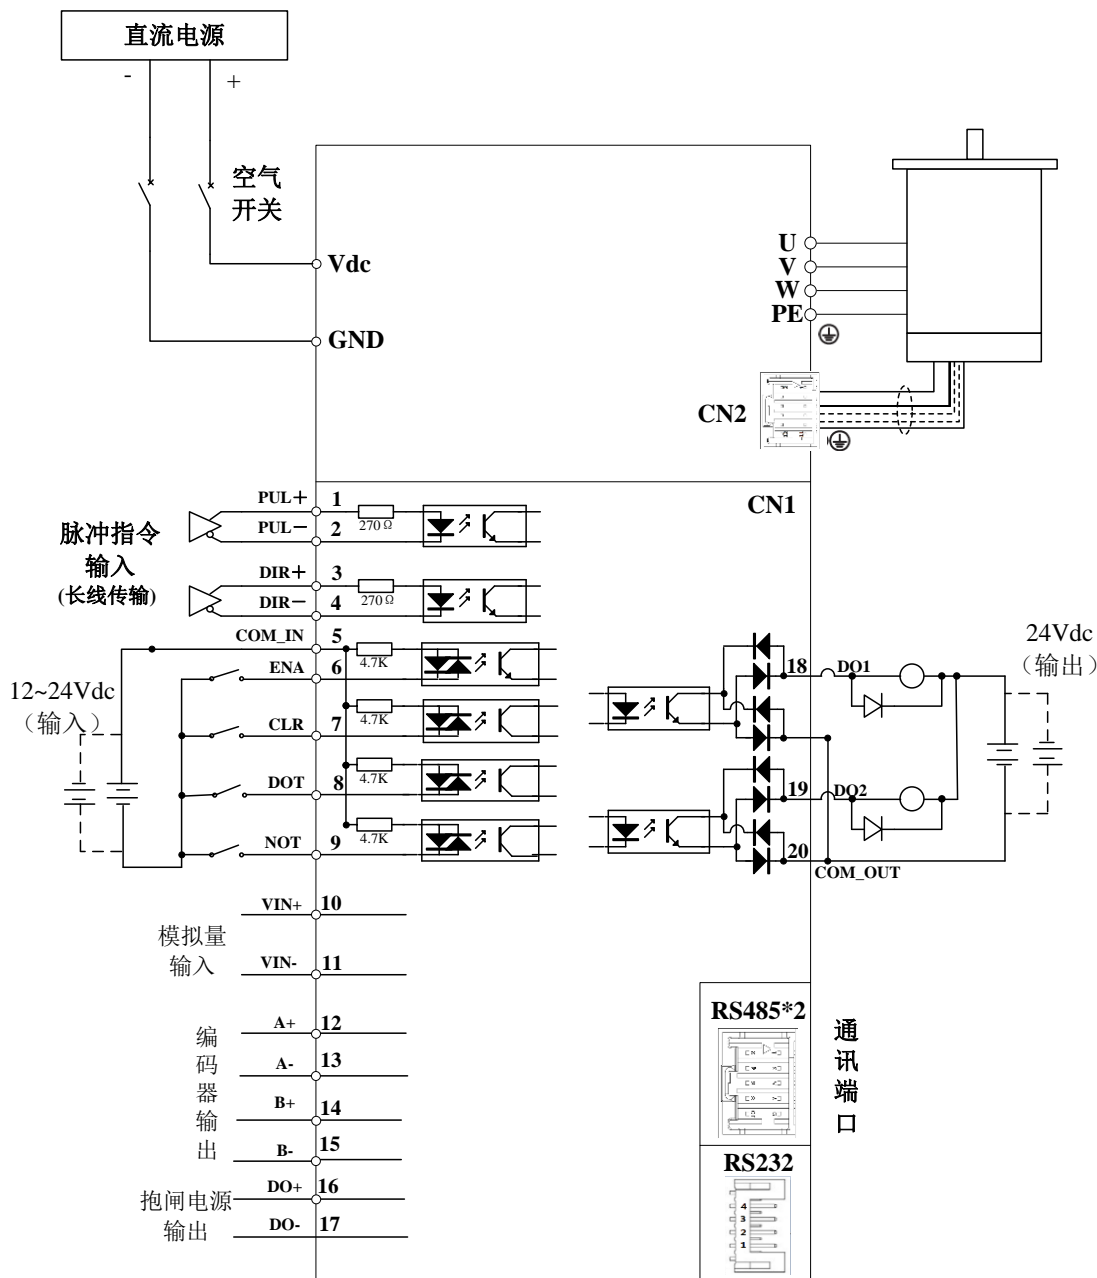 直流电源
-
+
空气
开关
Vdc
GND
U
V
W
PE
CN2
CN1
脉冲指令
输入
(长线传输)
PUL+ 1
270Ω
PUL- 2
DIR+ 3
270Ω
DIR- 4
COM_IN 5
4.7K
ENA 6
4.7K
CLR 7
4.7K
DOT 8
4.7K
NOT 9
12~24Vdc
（输入）
18 DO1
19 DO2
20
COM_OUT
24Vdc
（输出）
模拟量
输入
VIN+ 10
VIN- 11
编
码
器
输
出
A+ 12
A- 13
B+ 14
B- 15
抱闸电源
输出
DO+ 16
DO- 17
RS485*2
RS232
4
3
2
1
通
讯
端
口